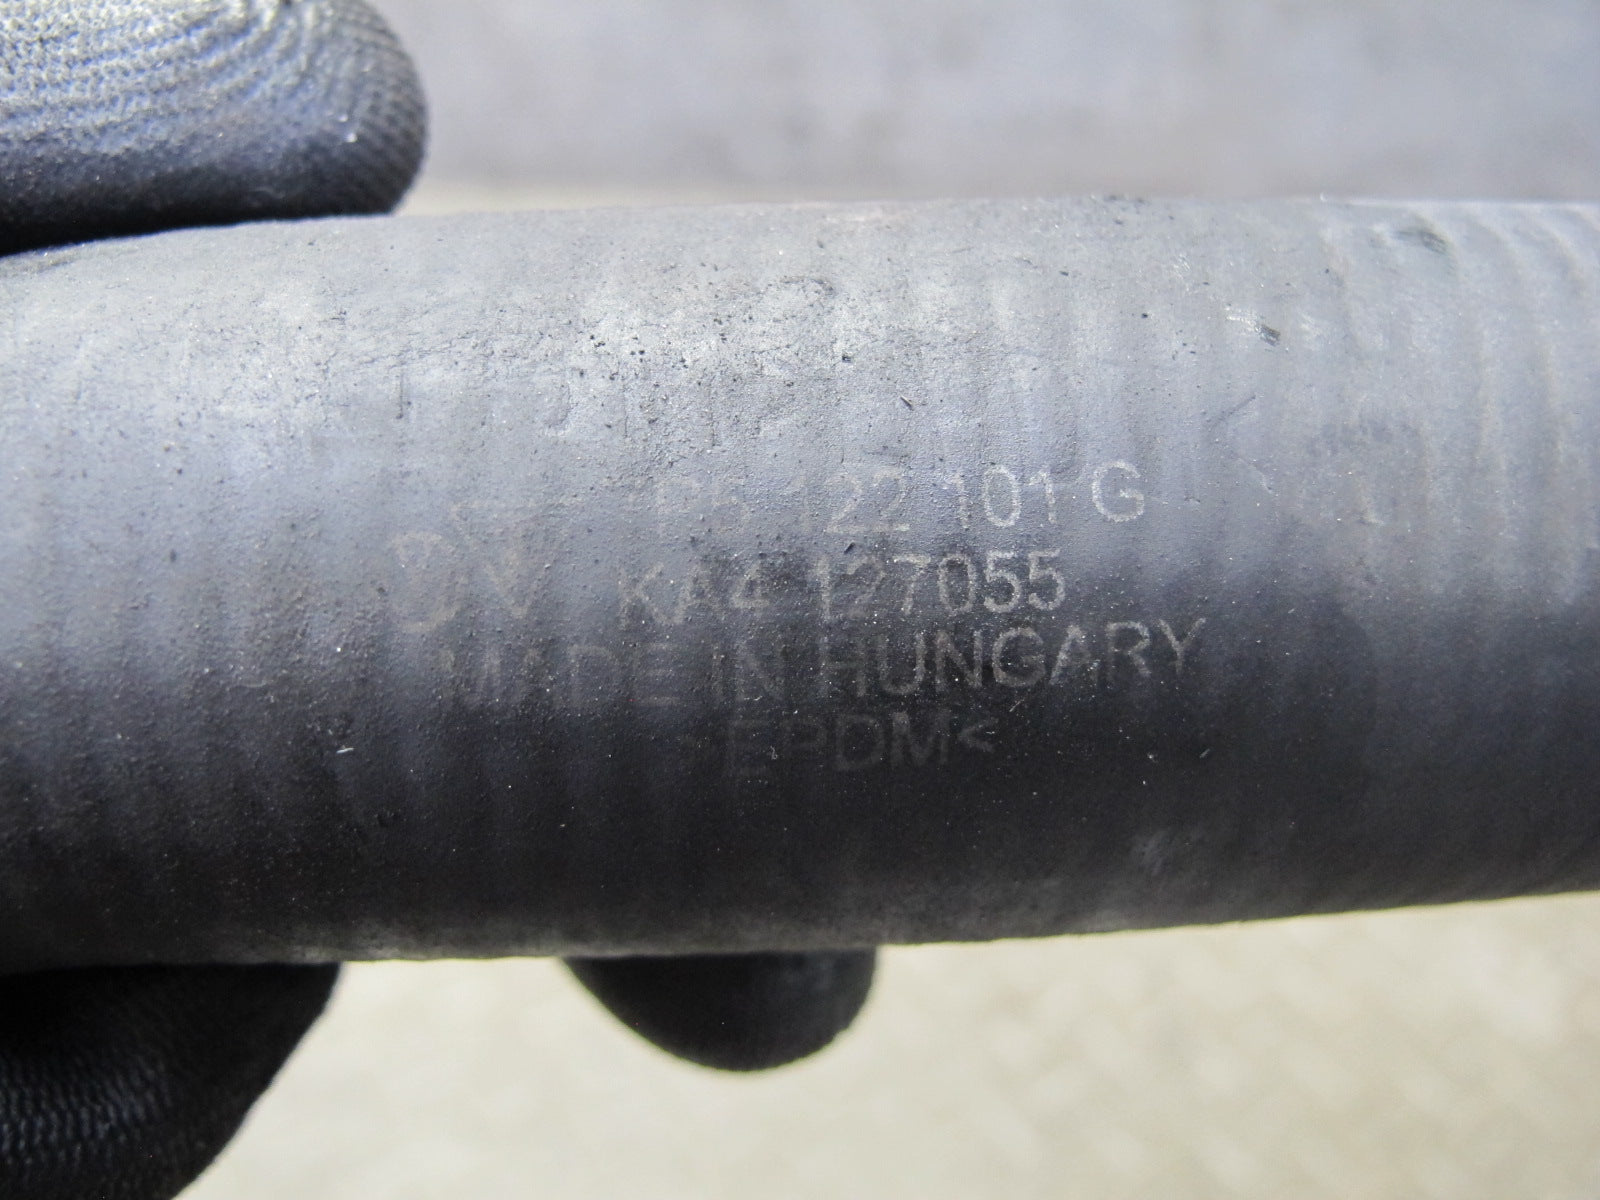 122 101 G
KA4 127055
MADE IN HUNGARY
EPDM<